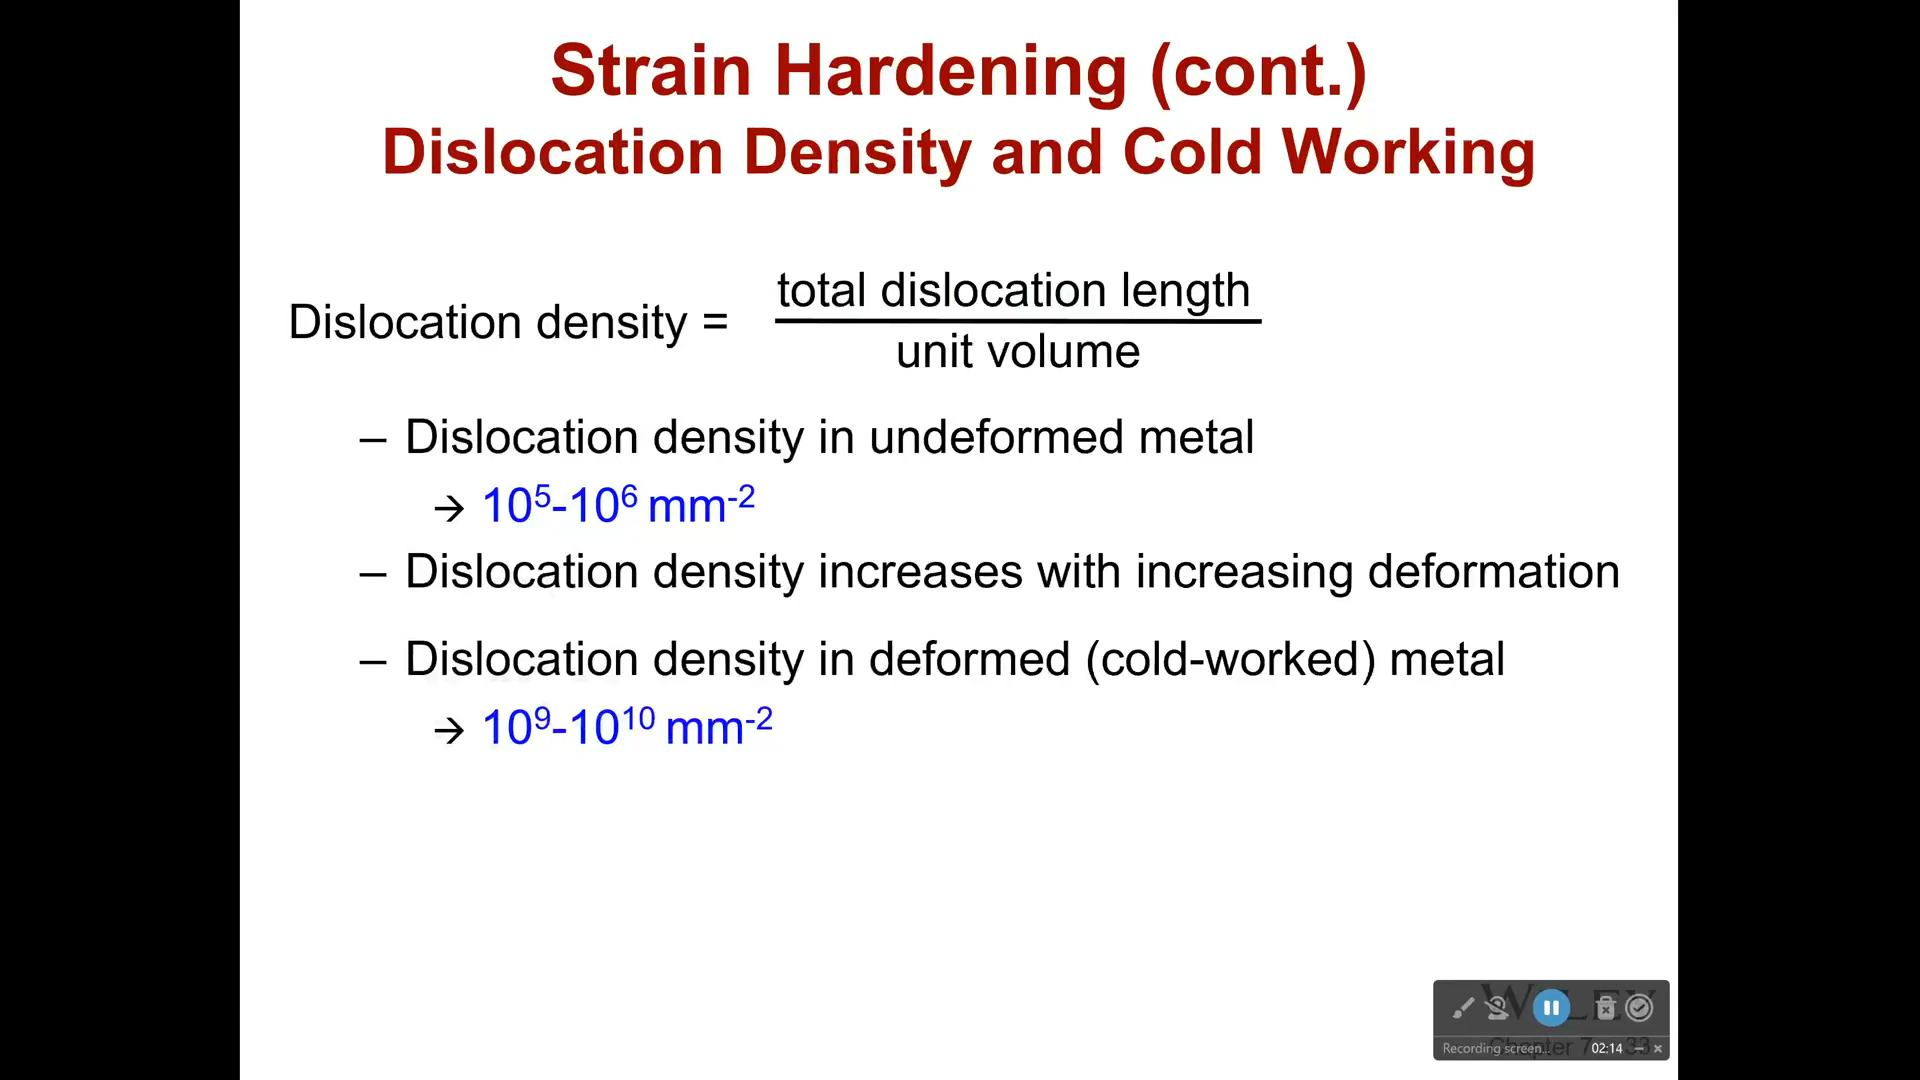 Strain Hardening (cont.)
Dislocation Density and Cold Working
Dislocation density = 
total dislocation length
unit volume
– Dislocation density in undeformed metal
→ 10⁵-10⁶ mm⁻²
– Dislocation density increases with increasing deformation
– Dislocation density in deformed (cold-worked) metal
→ 10⁹-10¹⁰ mm⁻²
WILEY
Recording screen...
02:14